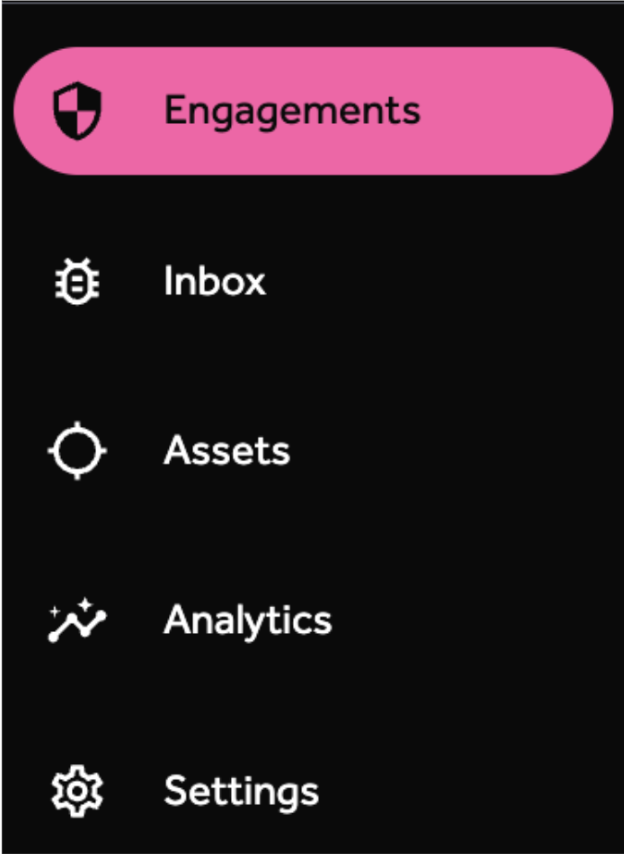 Engagements
Inbox
Assets
Analytics
Settings